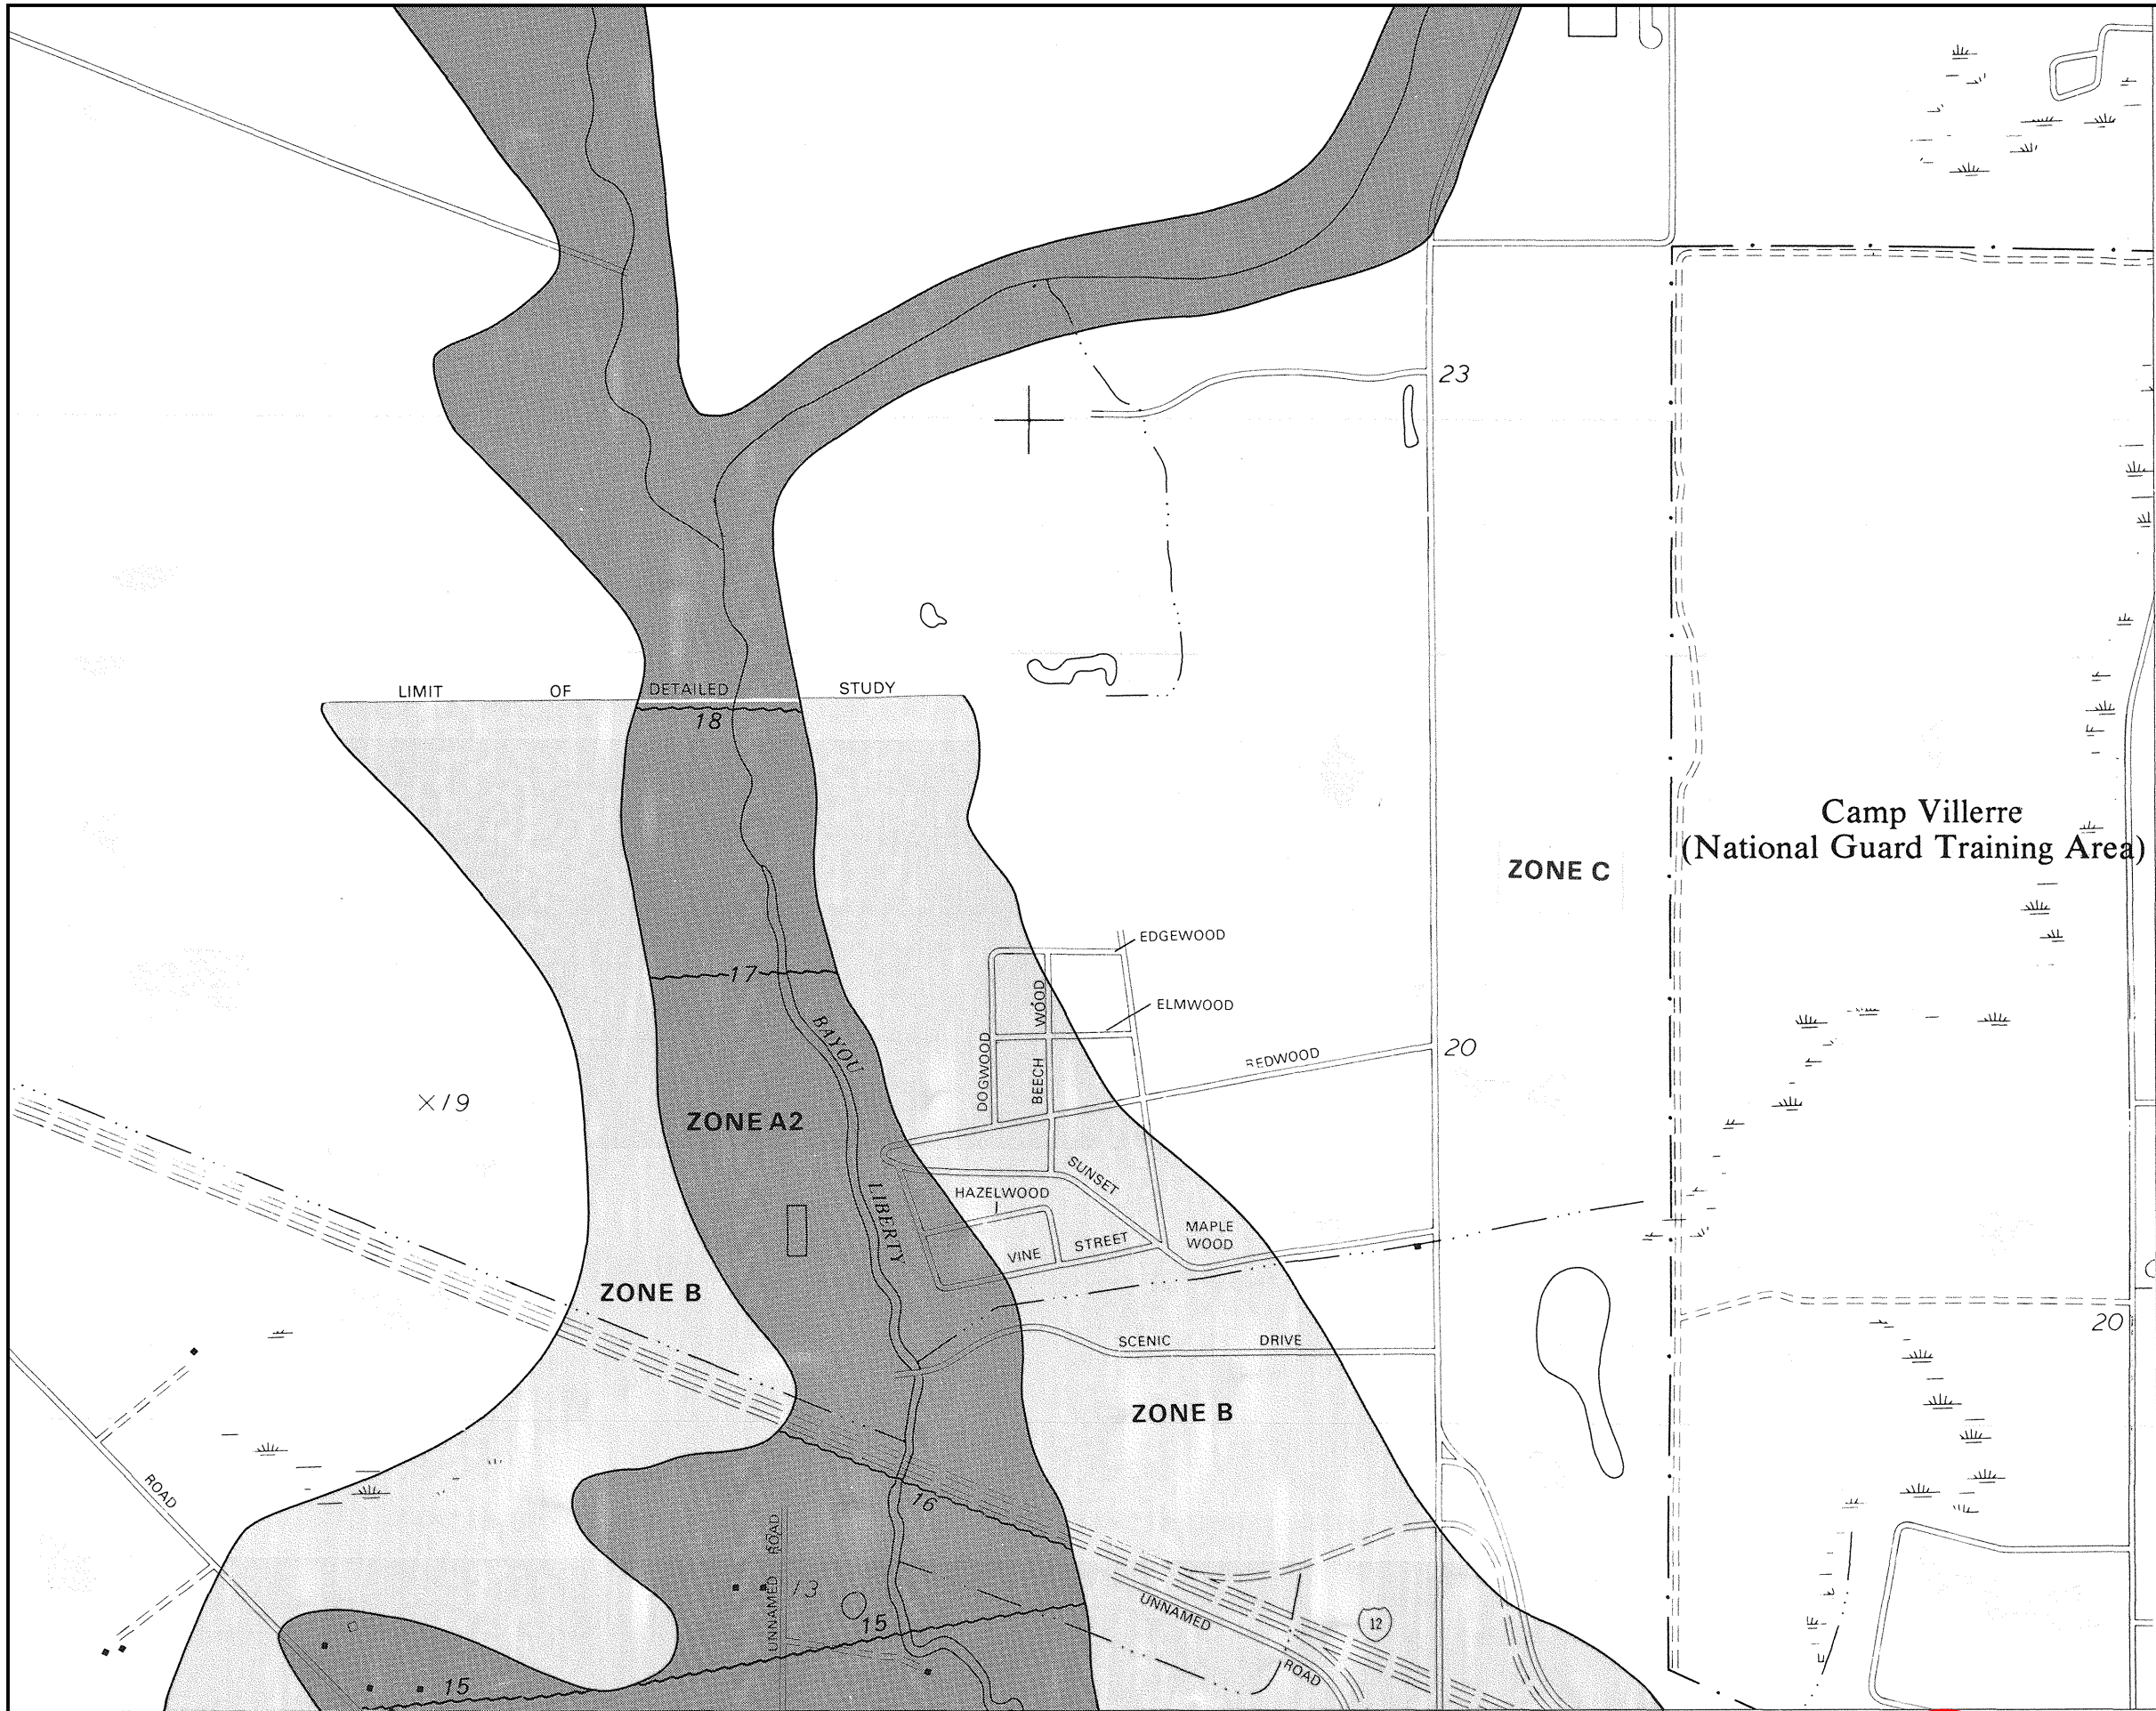 23
LIMIT OF DETAILED STUDY
18
Camp Villerre
(National Guard Training Area)
ZONE C
EDGEWOOD
17
WOOD
ELMWOOD
BAYOU
DOGWOOD
BEECH
REDWOOD
20
×19
ZONE A2
SUNSET
HAZELWOOD
LIBERTY
MAPLE
WOOD
VINE STREET
ZONE B
20
SCENIC DRIVE
ZONE B
ROAD
16
UNNAMED ROAD
13
15
UNNAMED
ROAD
12
15